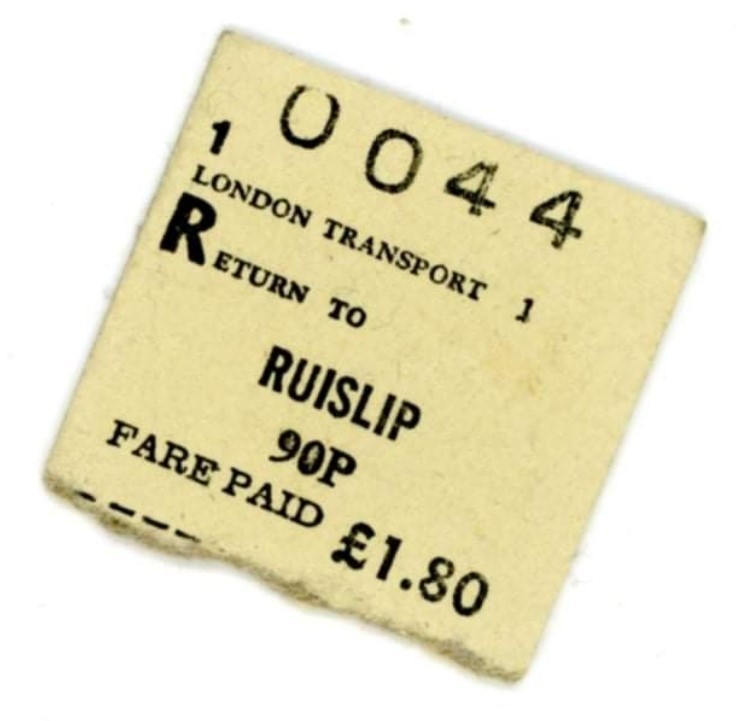 0044
1 1
LONDON TRANSPORT
RETURN TO
RUISLIP
90P
FARE PAID £1.80